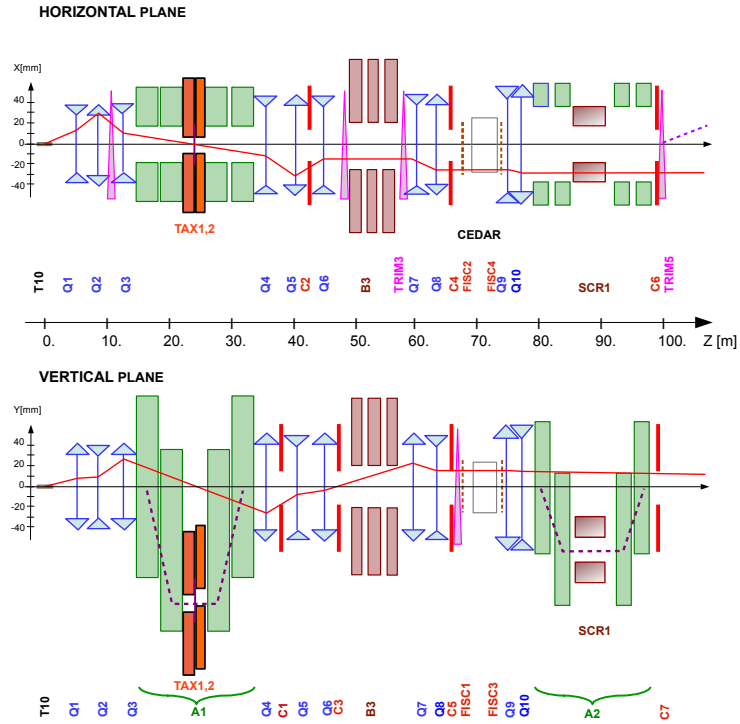 HORIZONTAL PLANE
X[mm]
40
20
0
-20
-40
TAX1,2
CEDAR
T10
Q1
Q2
Q3
Q4
Q5
C2
Q6
B3
TRIM3
Q7
Q8
C4
FISC2
FISC4
Q9
Q10
SCR1
C6
TRIM5
0. 10. 20. 30. 40. 50. 60. 70. 80. 90. 100. Z [m]
VERTICAL PLANE
Y[mm]
40
20
0
-20
-40
SCR1
TAX1,2
T10
Q1
Q2
Q3
A1
Q4
C1
Q5
Q6
C3
B3
Q7
Q8
C5
FISC1
FISC3
Q9
Q10
A2
C7